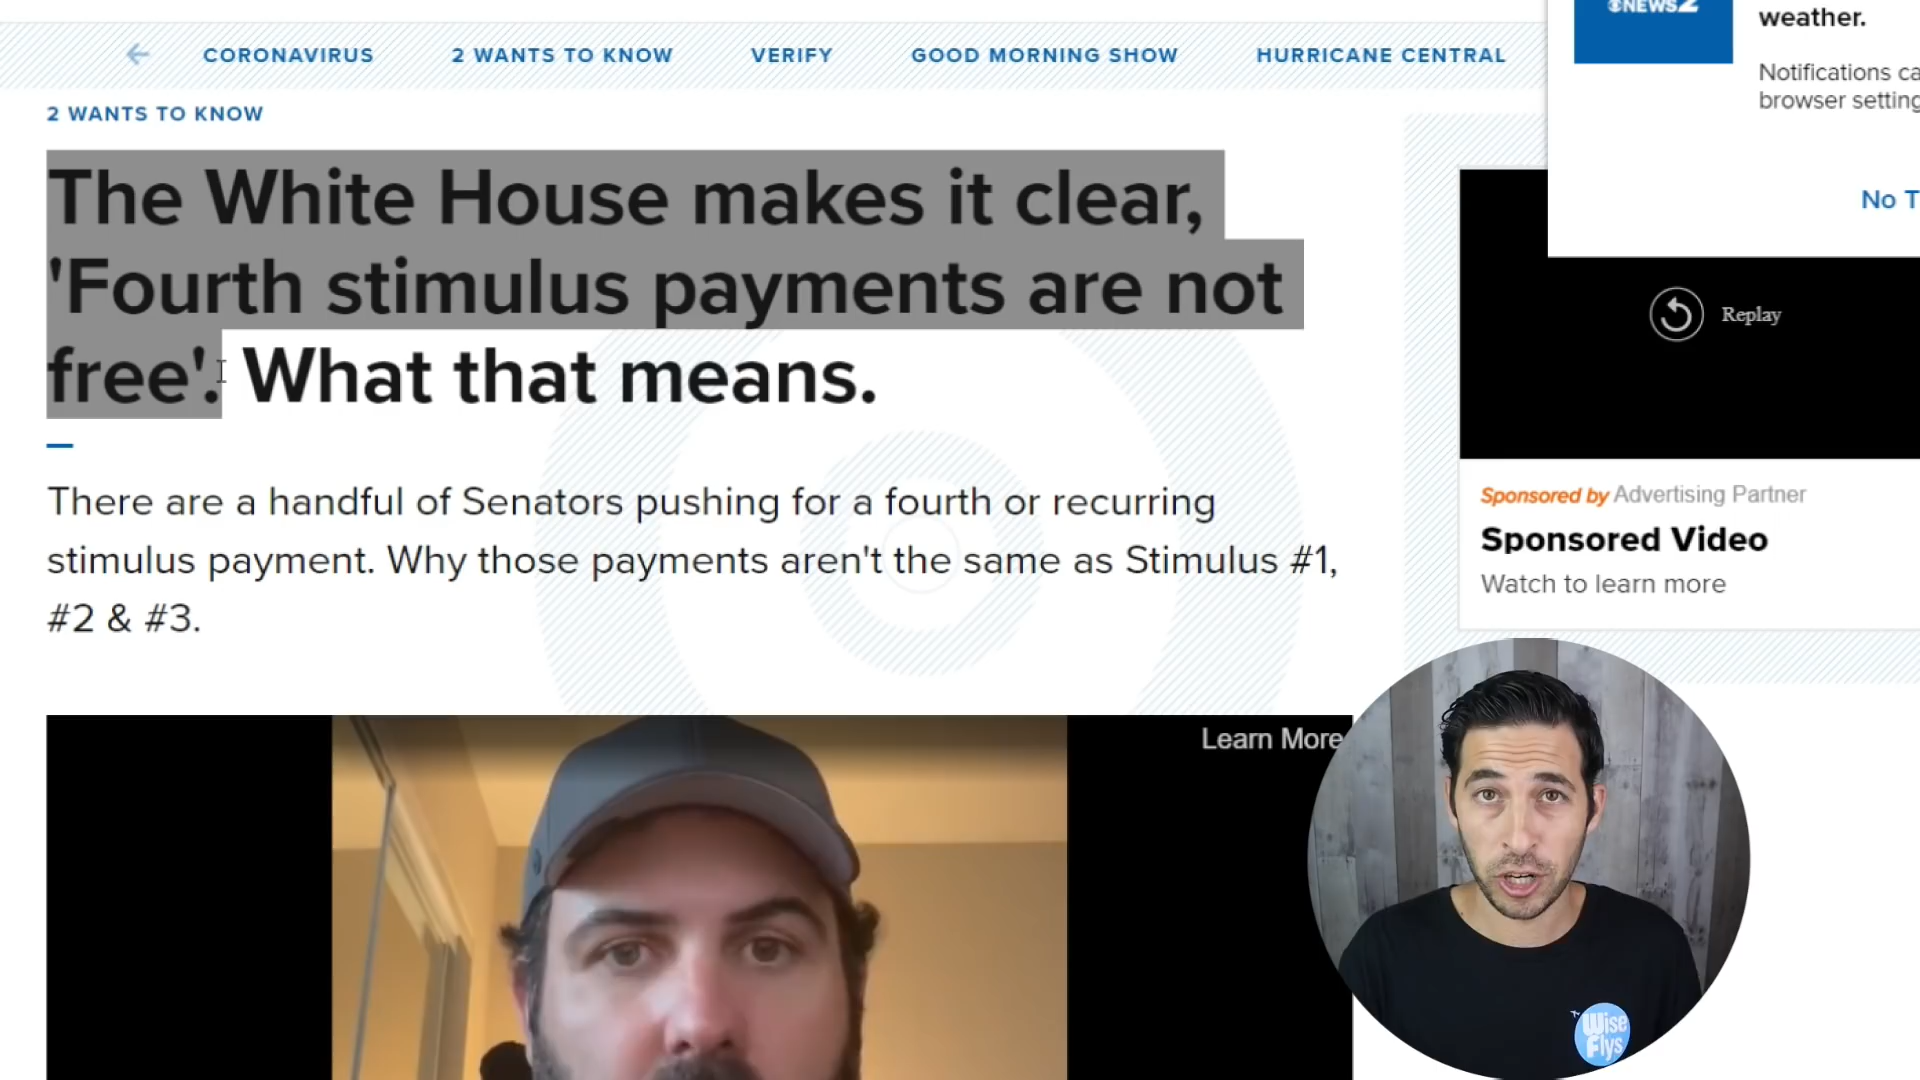 CORONAVIRUS 2 WANTS TO KNOW VERIFY GOOD MORNING SHOW HURRICANE CENTRAL
2 WANTS TO KNOW
The White House makes it clear,
'Fourth stimulus payments are not
free'. What that means.
There are a handful of Senators pushing for a fourth or recurring
stimulus payment. Why those payments aren't the same as Stimulus #1,
#2 & #3.
Learn More
NEWS2
weather.
Notifications ca
browser setting
No T
Replay
Sponsored by Advertising Partner
Sponsored Video
Watch to learn more
Wise
Flys